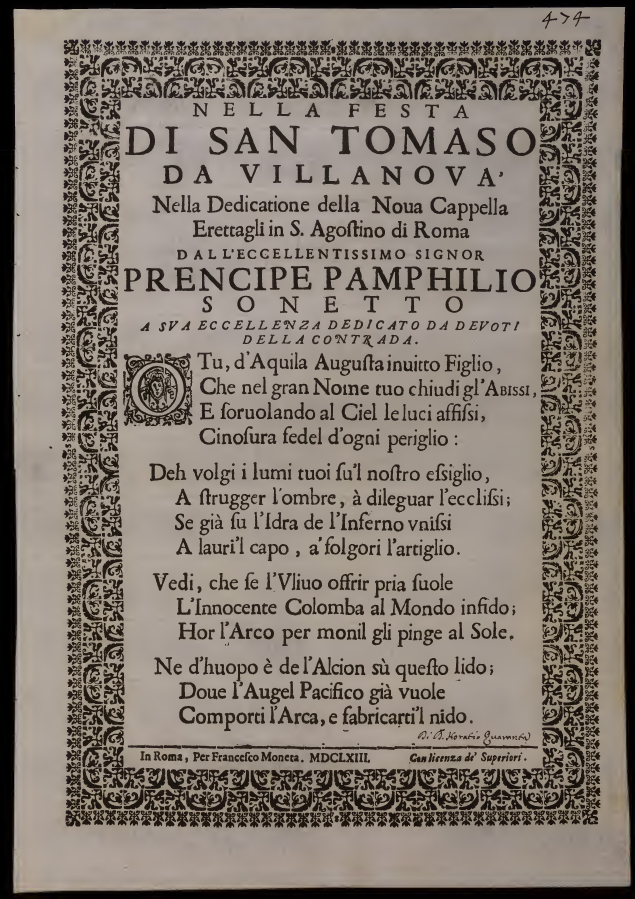 474
NELLA FESTA
DI SAN TOMASO
DA VILLANOVA'
Nella Dedicatione della Noua Cappella
Erettagli in S. Agoſtino di Roma
DALL'ECCELLENTISSIMO SIGNOR
PRENCIPE PAMPHILIO
SONETTO
A SVA ECCELLENZA DEDICATO DA DEVOTI
DELLA CONTRADA.
O Tu, d'Aquila Auguſta inuitto Figlio,
Che nel gran Nome tuo chiudi gl'ABISSI,
E ſoruolando al Ciel le luci affiſsi,
Cinoſura fedel d'ogni periglio :
Deh volgi i lumi tuoi ſu'l noſtro eſsiglio,
A ſtrugger l'ombre, à dileguar l'eccliſsi;
Se già ſu l'Idra de l'Inferno vniſsi
A lauri'l capo, a' folgori l'artiglio.
Vedi, che ſe l'Vliuo offrir pria ſuole
L'Innocente Colomba al Mondo infido;
Hor l'Arco per monil gli pinge al Sole.
Ne d'huopo è de l'Alcion sù queſto lido;
Doue l'Augel Pacifico già vuole
Comporti l'Arca, e fabricarti'l nido.
Horatio Quaranta
In Roma, Per Franceſco Moneta. MDCLXIII. Con licenza de' Superiori.